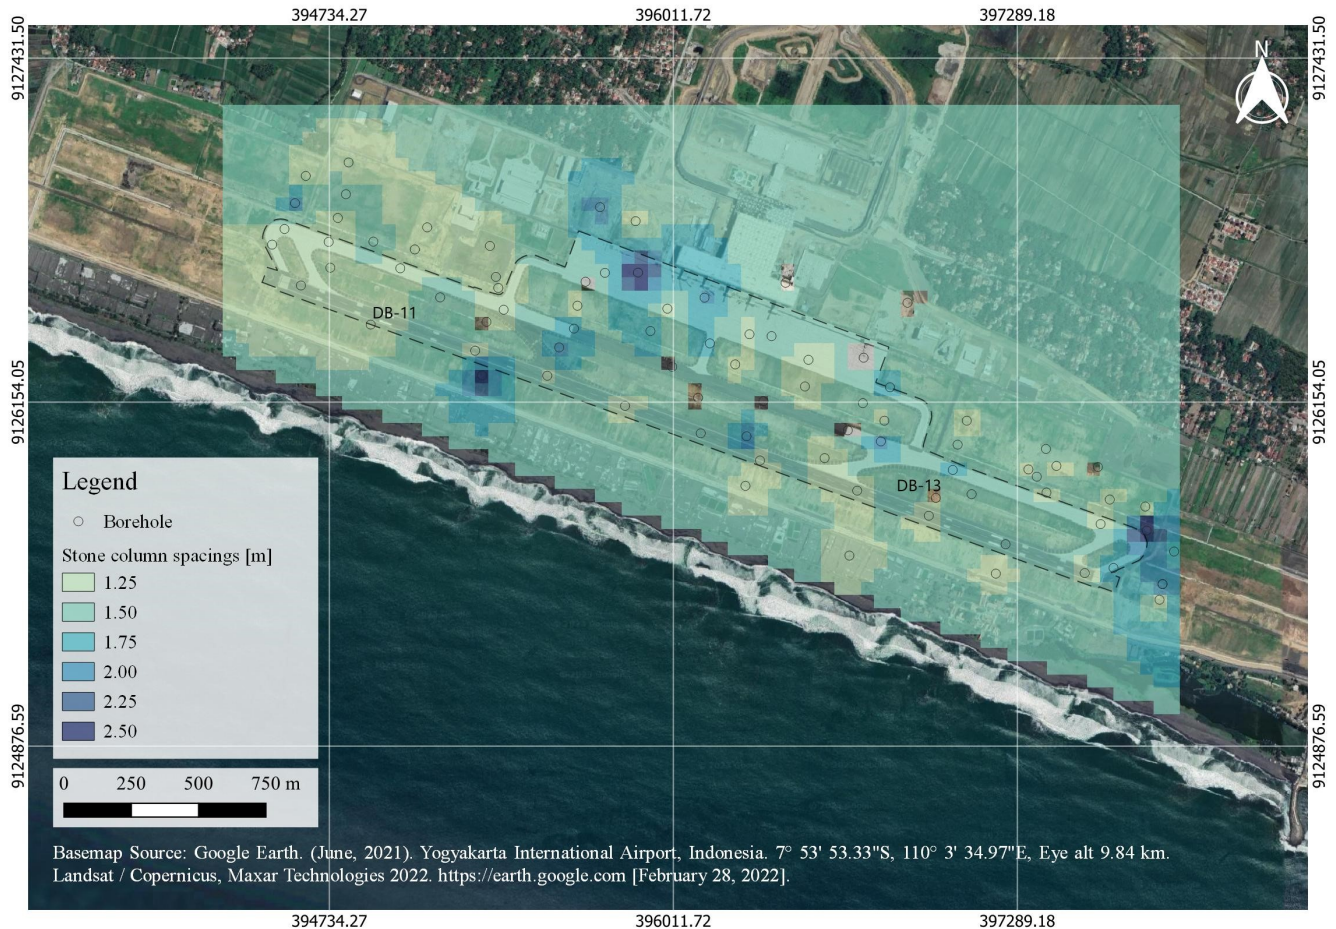 394734.27 396011.72 397289.18
9127431.50 9127431.50
N
DB-11
9126154.05 9126154.05
DB-13
Legend
Borehole
Stone column spacings [m]
1.25
1.50
1.75
2.00
2.25
2.50
9124876.59 9124876.59
0 250 500 750 m
Basemap Source: Google Earth. (June, 2021). Yogyakarta International Airport, Indonesia. 7° 53' 53.33"S, 110° 3' 34.97"E, Eye alt 9.84 km.
Landsat / Copernicus, Maxar Technologies 2022. https://earth.google.com [February 28, 2022].
394734.27 396011.72 397289.18